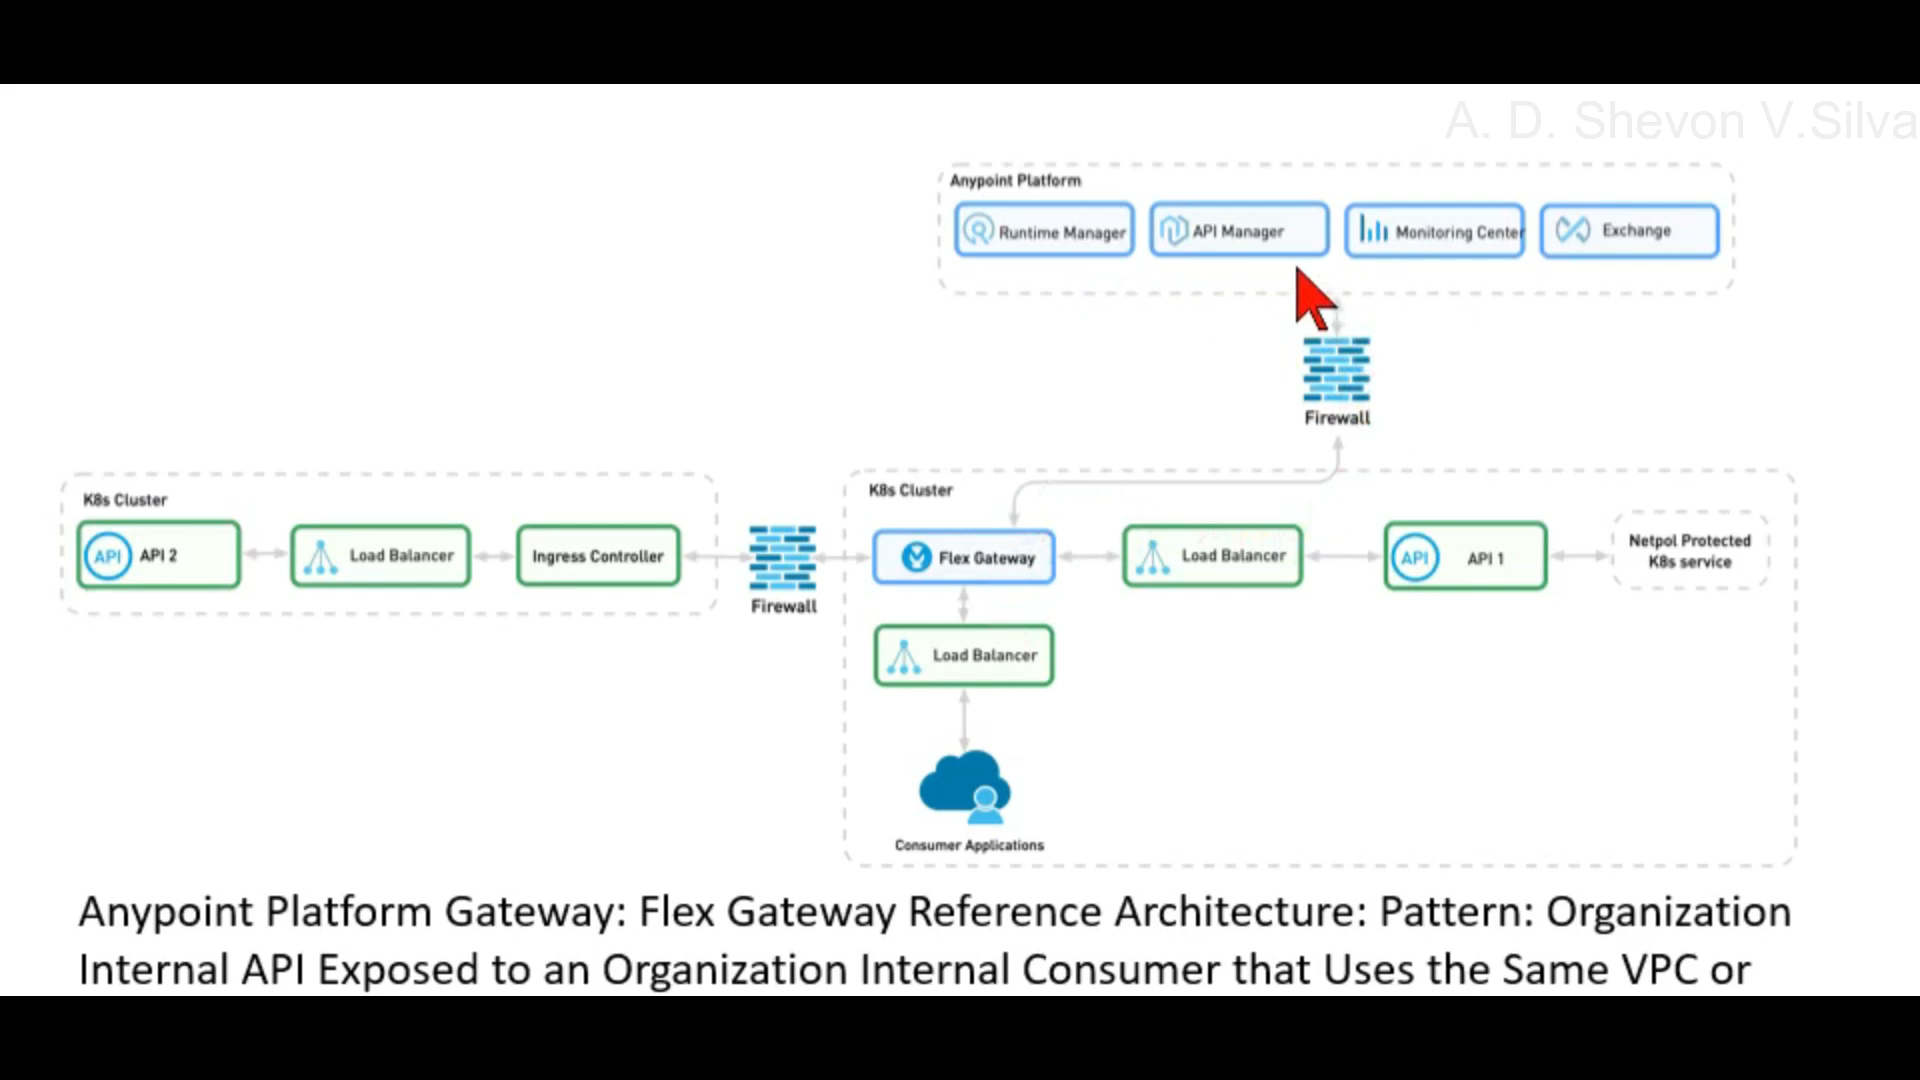 A. D. Shevon V.Silva
Anypoint Platform
Runtime Manager
API Manager
Monitoring Center
Exchange
Firewall
K8s Cluster
API API 2
Load Balancer
Ingress Controller
Firewall
K8s Cluster
Flex Gateway
Load Balancer
API API 1
Netpol Protected
K8s service
Load Balancer
Consumer Applications
Anypoint Platform Gateway: Flex Gateway Reference Architecture: Pattern: Organization
Internal API Exposed to an Organization Internal Consumer that Uses the Same VPC or